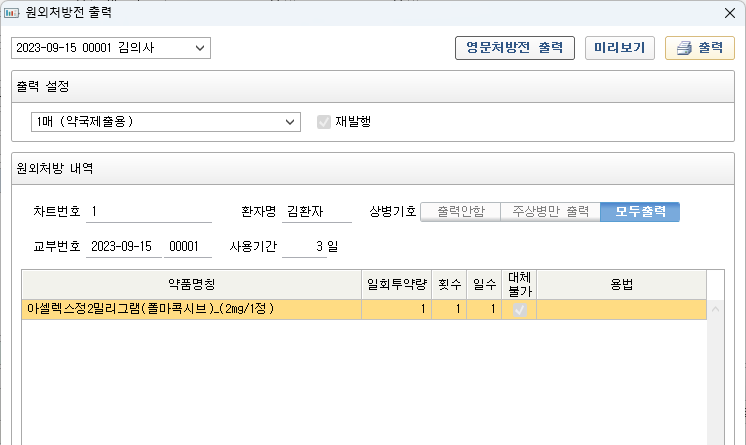 원외처방전 출력
2023-09-15 00001 김의사
영문처방전 출력 미리보기 출력
출력 설정
1매 (약국제출용) 재발행
원외처방 내역
차트번호 1 환자명 김환자 상병기호 출력안함 주상병만 출력 모두출력
교부번호 2023-09-15 00001 사용기간 3 일
약품명칭 일회투약량 횟수 일수 대체불가 용법
아셀렉스정2밀리그램(폴마콕시브)_(2mg/1정) 1 1 1